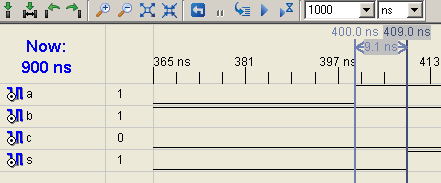 1000 ns
400.0 ns 409.0 ns
9.1 ns
Now:
900 ns
365 ns 381 397 ns 413
a 1
b 1
c 0
s 1